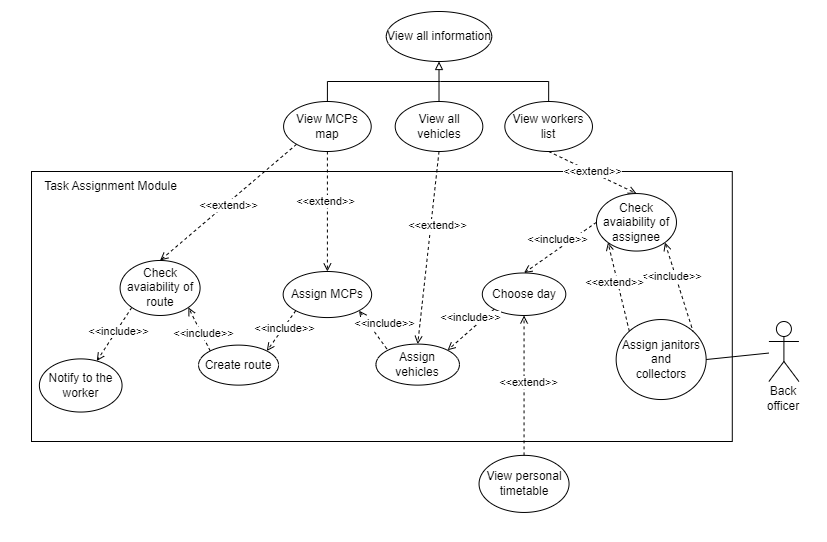 View all information
View MCPs
map
View all
vehicles
View workers
list
<<extend>>
Task Assignment Module
<<extend>>
<<extend>>
<<extend>>
Check
avaiability of
assignee
<<include>>
Check
avaiability of
route
Assign MCPs
Choose day
<<extend>>
<<include>>
<<include>>
<<include>>
<<include>>
<<include>>
<<include>>
Notify to the
worker
Create route
Assign
vehicles
Assign janitors
and
collectors
<<extend>>
Back
officer
View personal
timetable